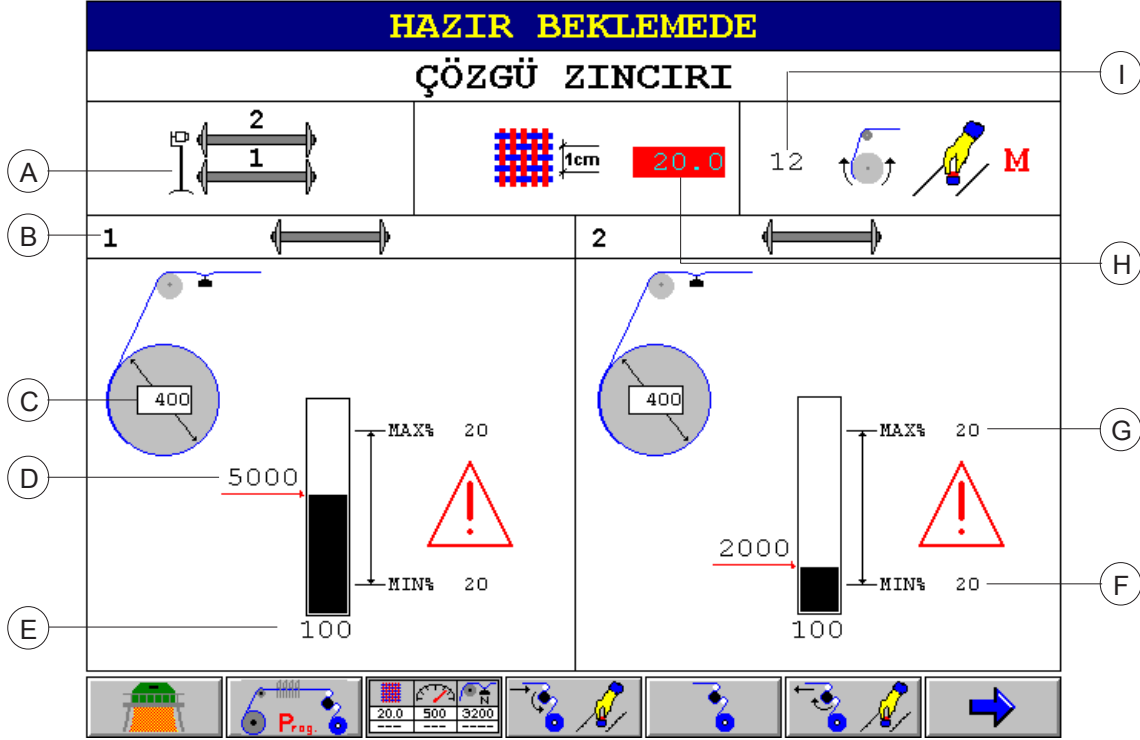 HAZIR BEKLEMEDE
ÇÖZGÜ ZINCIRI
I
2
1
1cm
20.0
12
M
A
B
1
2
H
400
400
C
MAX% 20
MAX% 20
G
D
5000
2000
MIN% 20
MIN% 20
F
E
100
100
Prog.
N
20.0 500 3200
--- --- ----